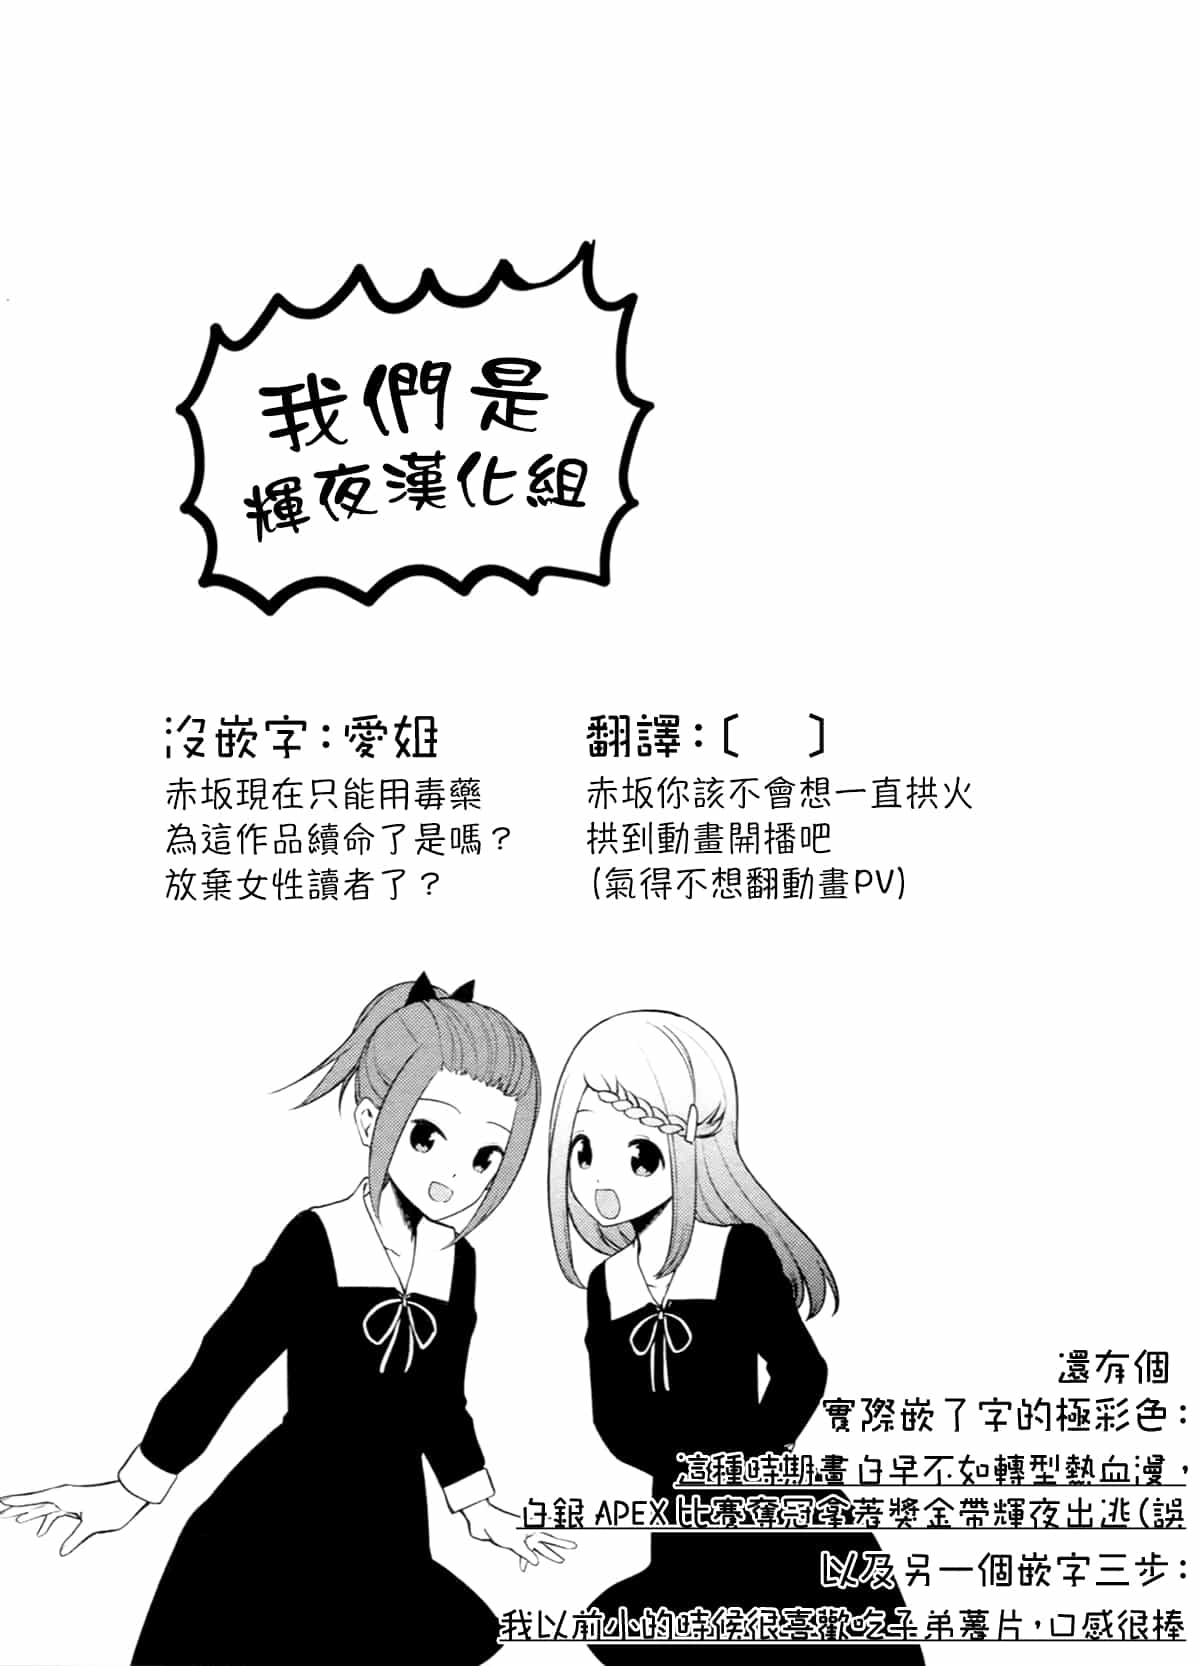 我們是
輝夜漢化組
沒嵌字：愛姐
赤坂現在只能用毒藥
為這作品續命了是嗎？
放棄女性讀者了？
翻譯：〔　〕
赤坂你該不會想一直拱火
拱到動畫開播吧
(氣得不想翻動畫PV)
還有個
實際嵌了字的極彩色：
這種時期畫白早不如轉型熱血漫，
白銀APEX比賽奪冠拿著獎金帶輝夜出逃(誤
以及另一個嵌字三步：
我以前小的時候很喜歡吃子弟薯片，口感很棒